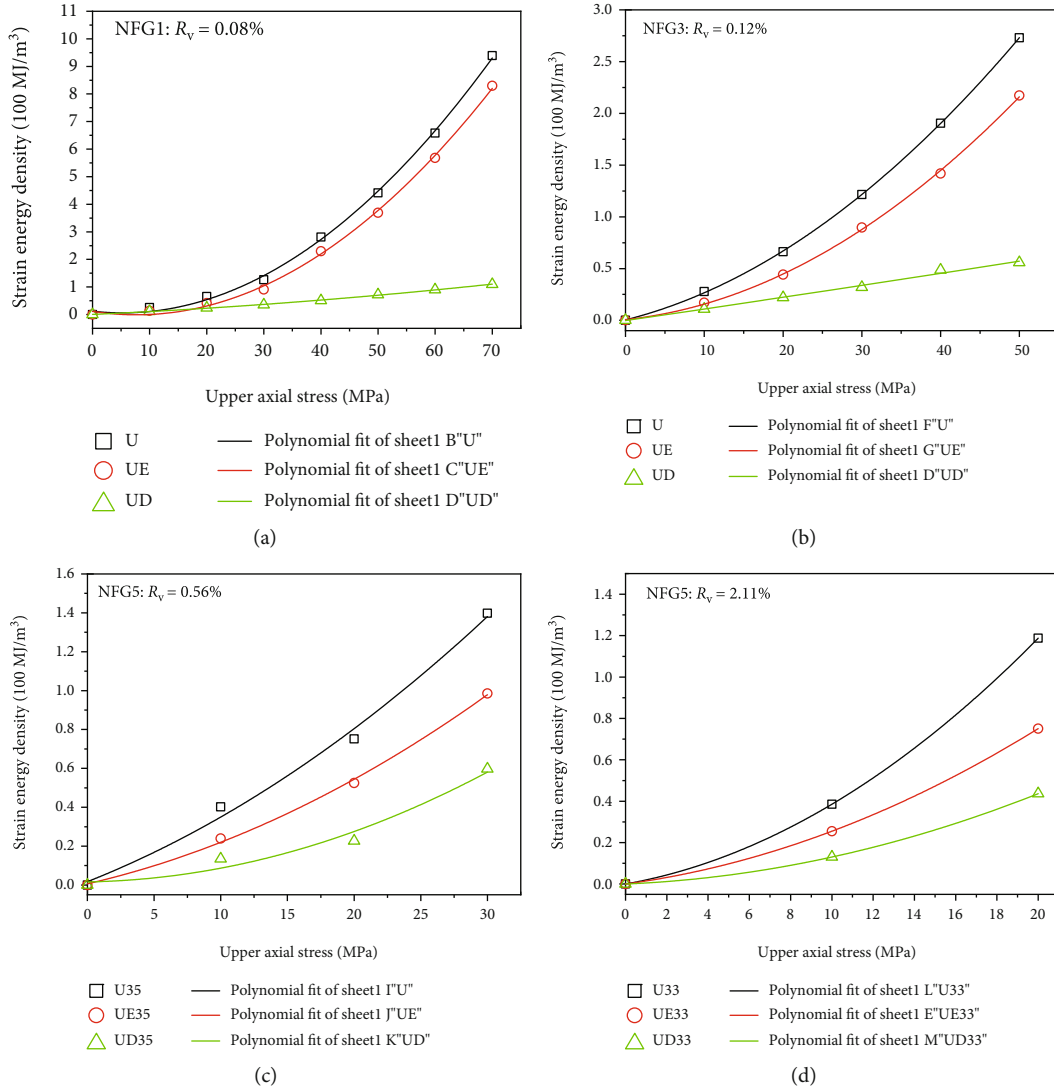 NFG1: Rv = 0.08%
Strain energy density (100 MJ/m³)
11
10
9
8
7
6
5
4
3
2
1
0
0 10 20 30 40 50 60 70
Upper axial stress (MPa)
U Polynomial fit of sheet1 B"U"
UE Polynomial fit of sheet1 C"UE"
UD Polynomial fit of sheet1 D"UD"
(a)
NFG3: Rv = 0.12%
Strain energy density (100 MJ/m³)
3.0
2.5
2.0
1.5
1.0
0.5
0.0
0 10 20 30 40 50
Upper axial stress (MPa)
U Polynomial fit of sheet1 F"U"
UE Polynomial fit of sheet1 G"UE"
UD Polynomial fit of sheet1 D"UD"
(b)
NFG5: Rv = 0.56%
Strain energy density (100 MJ/m³)
1.6
1.4
1.2
1.0
0.8
0.6
0.4
0.2
0.0
0 5 10 15 20 25 30
Upper axial stress (MPa)
U35 Polynomial fit of sheet1 I"U"
UE35 Polynomial fit of sheet1 J"UE"
UD35 Polynomial fit of sheet1 K"UD"
(c)
NFG5: Rv = 2.11%
Strain energy density (100 MJ/m³)
1.4
1.2
1.0
0.8
0.6
0.4
0.2
0.0
0 2 4 6 8 10 12 14 16 18 20
Upper axial stress (MPa)
U33 Polynomial fit of sheet1 L"U33"
UE33 Polynomial fit of sheet1 E"UE33"
UD33 Polynomial fit of sheet1 M"UD33"
(d)